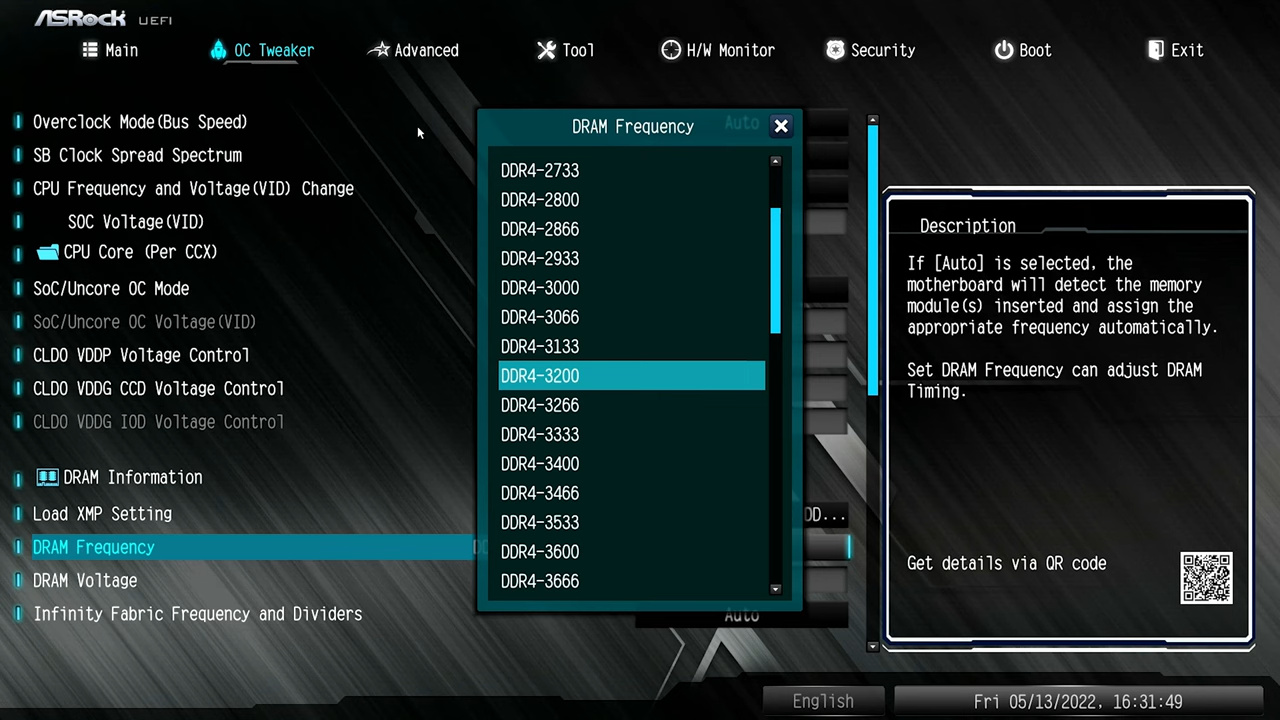 ASRock UEFI
Main
OC Tweaker
Advanced
Tool
H/W Monitor
Security
Boot
Exit
Overclock Mode(Bus Speed)
SB Clock Spread Spectrum
CPU Frequency and Voltage(VID) Change
SOC Voltage(VID)
CPU Core (Per CCX)
SoC/Uncore OC Mode
SoC/Uncore OC Voltage(VID)
CLDO VDDP Voltage Control
CLDO VDDG CCD Voltage Control
CLDO VDDG IOD Voltage Control
DRAM Information
Load XMP Setting
DRAM Frequency
DRAM Voltage
Infinity Fabric Frequency and Dividers
Auto
DRAM Frequency
DDR4-2733
DDR4-2800
DDR4-2866
DDR4-2933
DDR4-3000
DDR4-3066
DDR4-3133
DDR4-3200
DDR4-3266
DDR4-3333
DDR4-3400
DDR4-3466
DDR4-3533
DDR4-3600
DDR4-3666
Auto
Description
If [Auto] is selected, the
motherboard will detect the memory
module(s) inserted and assign the
appropriate frequency automatically.
Set DRAM Frequency can adjust DRAM
Timing.
Get details via QR code
English
Fri 05/13/2022, 16:31:49